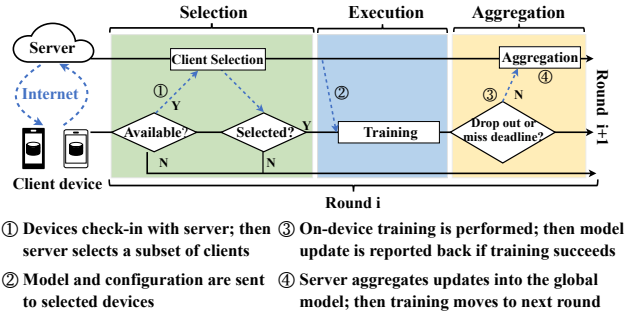 Selection
Execution
Aggregation
Server
Client Selection
Aggregation
Internet
①
Y
②
③
N
④
Available?
Selected?
Y
Training
Drop out or
miss deadline?
Round i+1
N
N
Client device
Round i
① Devices check-in with server; then
server selects a subset of clients
② Model and configuration are sent
to selected devices
③ On-device training is performed; then model
update is reported back if training succeeds
④ Server aggregates updates into the global
model; then training moves to next round